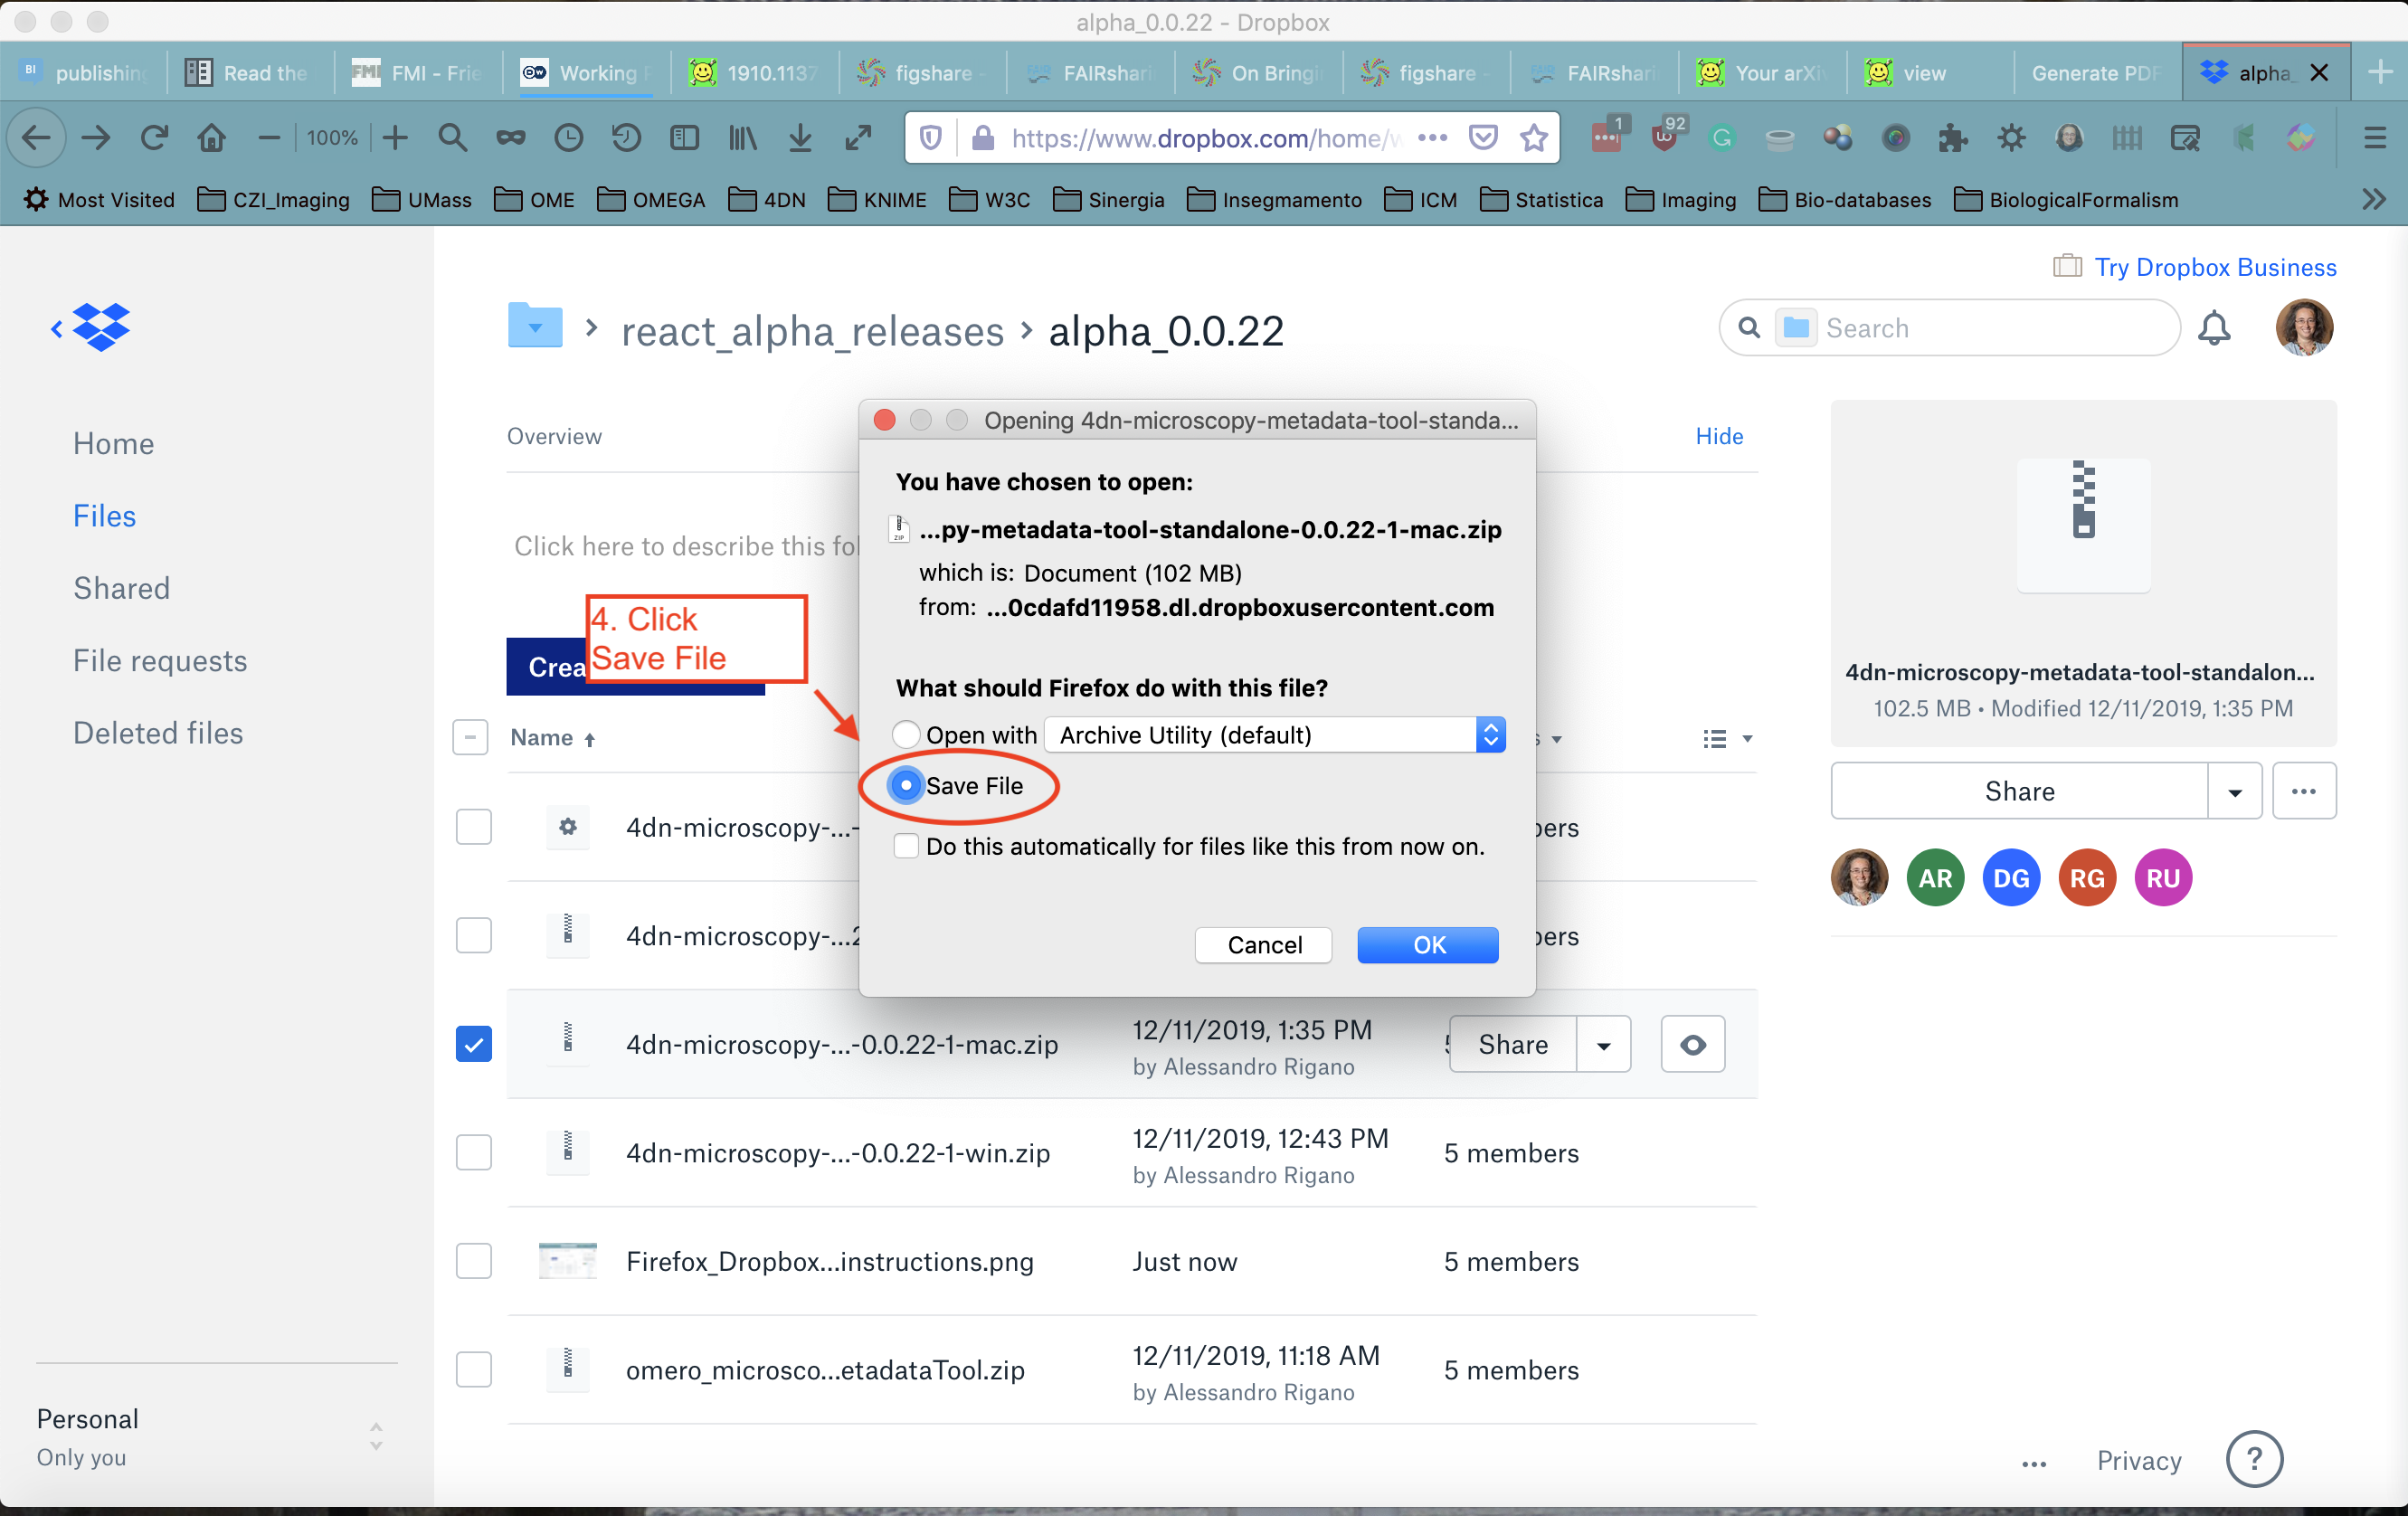 alpha_0.0.22 - Dropbox
publishing
Read the
FMI - Frie
Working P
1910.1137
figshare -
FAIRshari
On Bringi
figshare -
FAIRshari
Your arXiv
view
Generate PDF
alpha_
100%
https://www.dropbox.com/home/w
1
92
Most Visited
CZI_Imaging
UMass
OME
OMEGA
4DN
KNIME
W3C
Sinergia
Insegmamento
ICM
Statistica
Imaging
Bio-databases
BiologicalFormalism
Try Dropbox Business
react_alpha_releases > alpha_0.0.22
Search
Home
Files
Shared
File requests
Deleted files
Personal
Only you
Overview
Hide
Click here to describe this fol
Crea
4. Click
Save File
Opening 4dn-microscopy-metadata-tool-standa...
You have chosen to open:
...py-metadata-tool-standalone-0.0.22-1-mac.zip
which is: Document (102 MB)
from: ...0cdafd11958.dl.dropboxusercontent.com
What should Firefox do with this file?
Open with Archive Utility (default)
Save File
Do this automatically for files like this from now on.
Cancel
OK
Name ↑
4dn-microscopy-...-
bers
4dn-microscopy-...2
bers
4dn-microscopy-...-0.0.22-1-mac.zip
12/11/2019, 1:35 PM
by Alessandro Rigano
Share
4dn-microscopy-...-0.0.22-1-win.zip
12/11/2019, 12:43 PM
by Alessandro Rigano
5 members
Firefox_Dropbox...instructions.png
Just now
5 members
omero_microsco...etadataTool.zip
12/11/2019, 11:18 AM
by Alessandro Rigano
5 members
4dn-microscopy-metadata-tool-standalon...
102.5 MB • Modified 12/11/2019, 1:35 PM
Share
AR
DG
RG
RU
Privacy
?